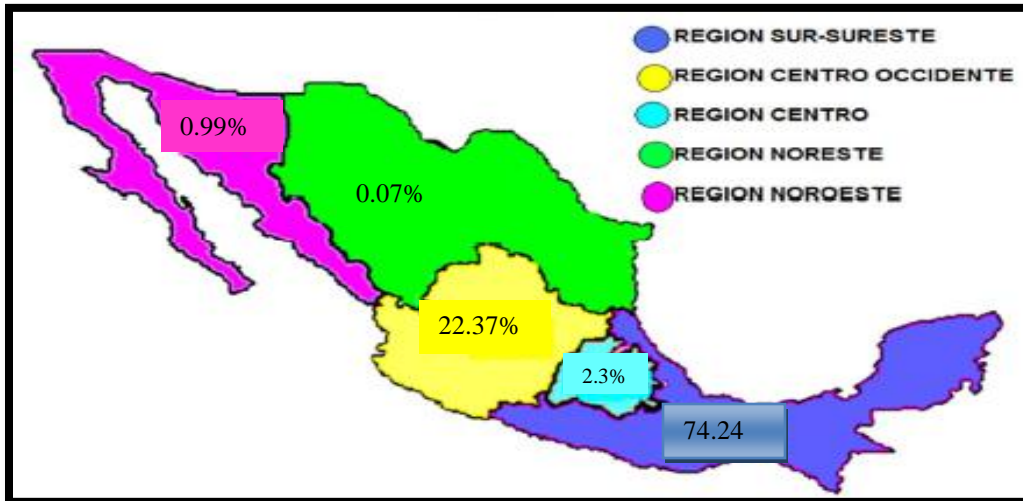 REGION SUR-SURESTE
REGION CENTRO OCCIDENTE
REGION CENTRO
REGION NORESTE
REGION NOROESTE
0.99%
0.07%
22.37%
2.3%
74.24